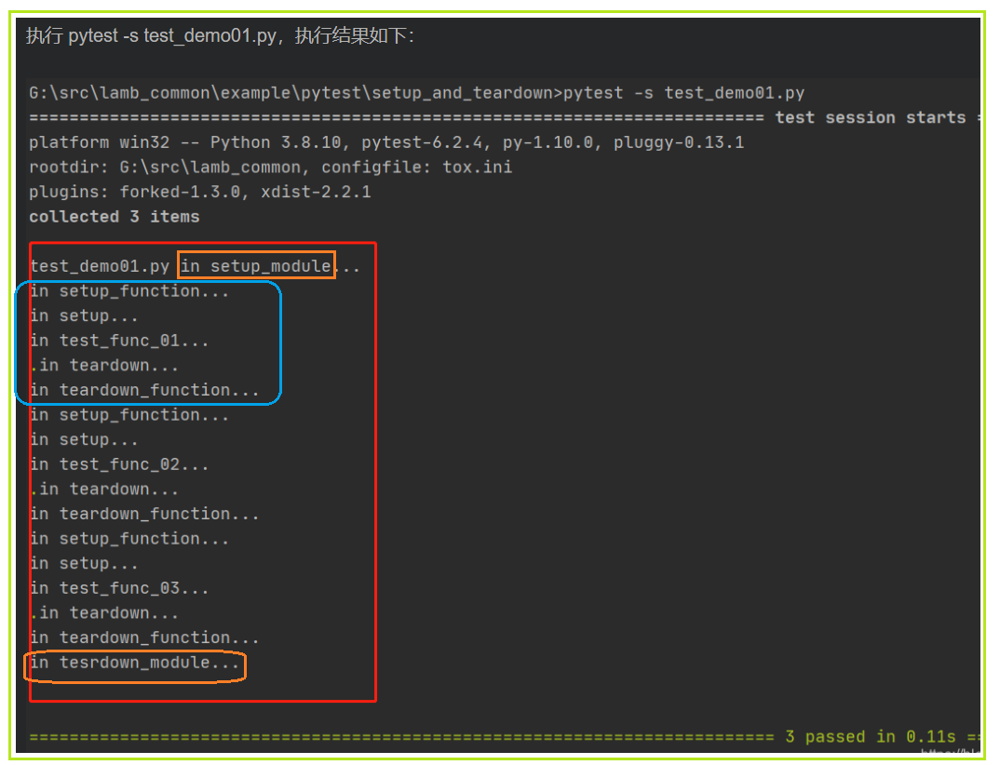 执行 pytest -s test_demo01.py，执行结果如下：
G:\src\lamb_common\example\pytest\setup_and_teardown>pytest -s test_demo01.py
========================================================================= test session starts =
platform win32 -- Python 3.8.10, pytest-6.2.4, py-1.10.0, pluggy-0.13.1
rootdir: G:\src\lamb_common, configfile: tox.ini
plugins: forked-1.3.0, xdist-2.2.1
collected 3 items
test_demo01.py in setup_module...
in setup_function...
in setup...
in test_func_01...
.in teardown...
in teardown_function...
in setup_function...
in setup...
in test_func_02...
.in teardown...
in teardown_function...
in setup_function...
in setup...
in test_func_03...
.in teardown...
in teardown_function...
in tesrdown_module...
========================================================================== 3 passed in 0.11s ==